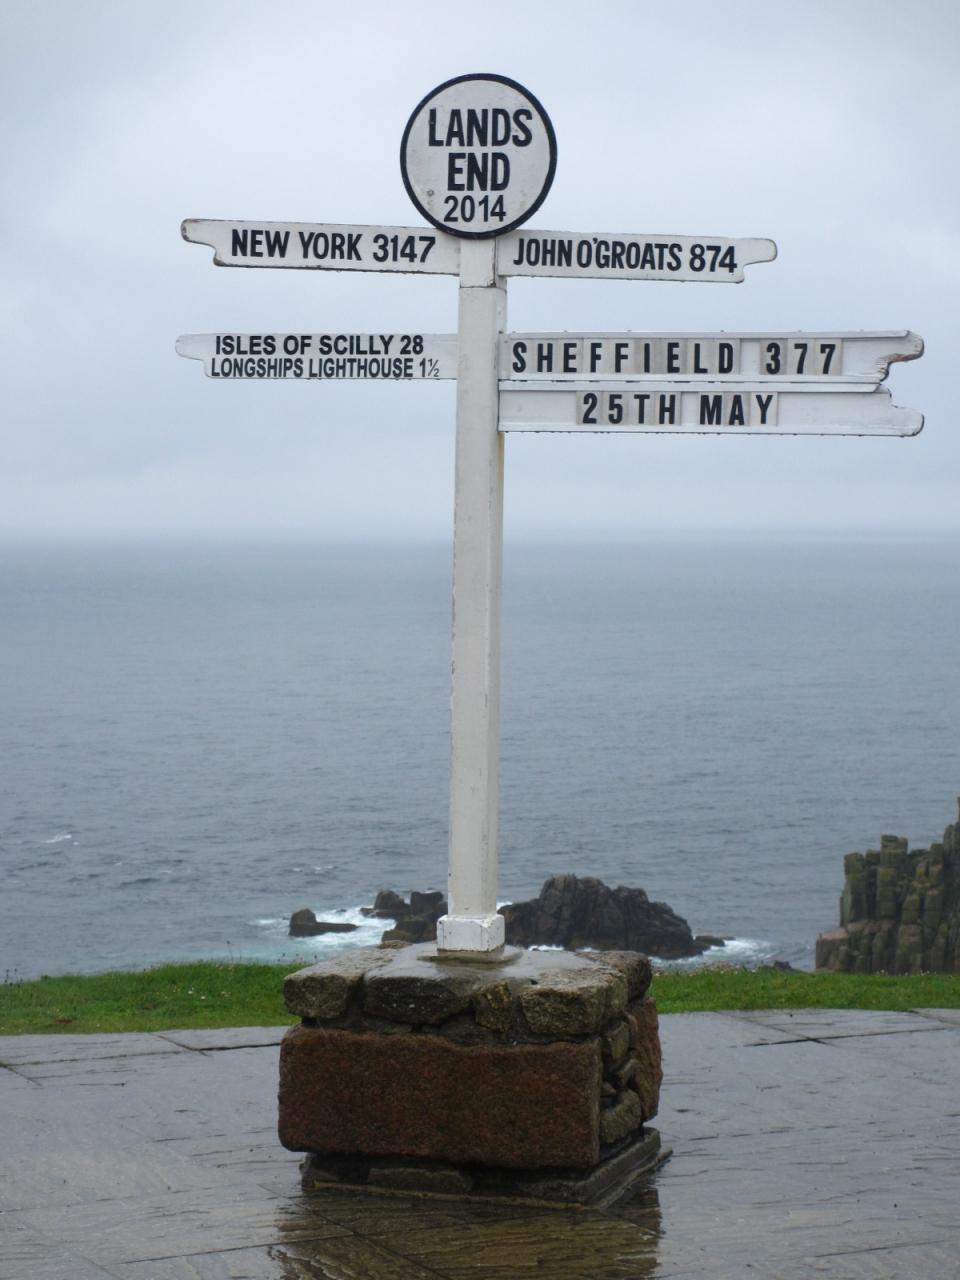 LANDS
END
2014
NEW YORK 3147
JOHN O'GROATS 874
ISLES OF SCILLY 28
LONGSHIPS LIGHTHOUSE 1½
SHEFFIELD 377
25TH MAY